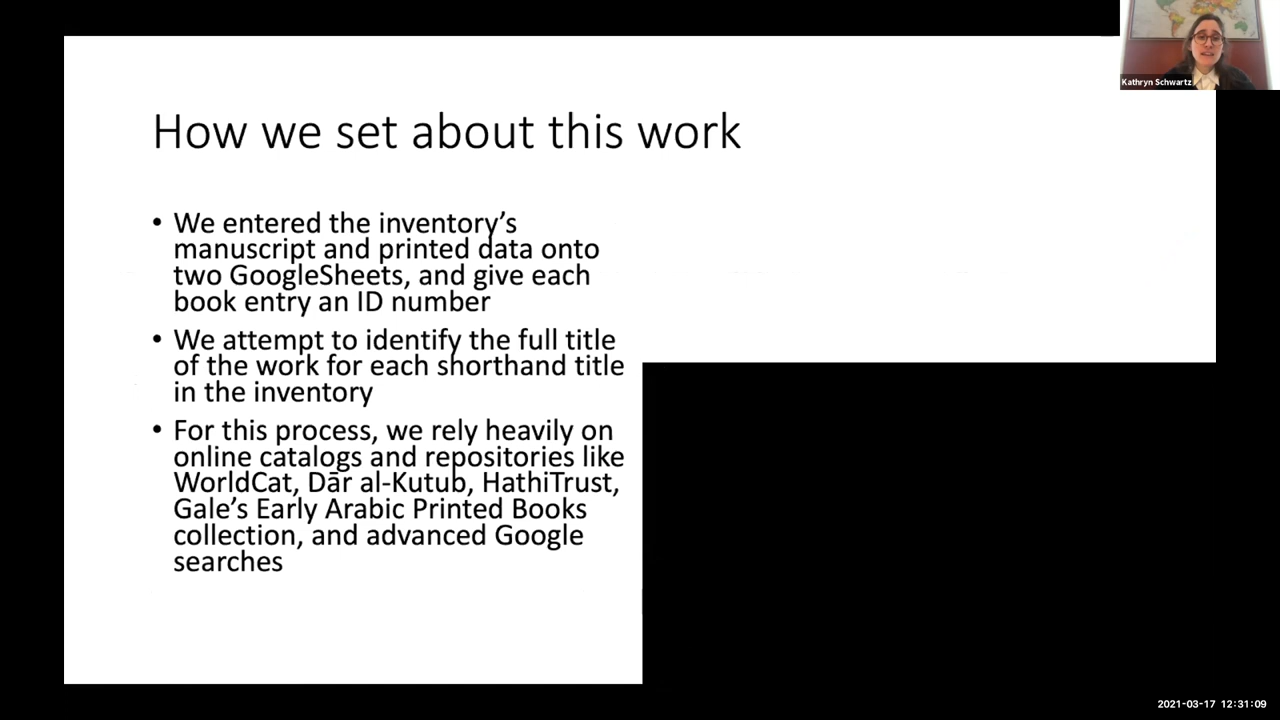 Kathryn Schwartz
How we set about this work
• We entered the inventory's
manuscript and printed data onto
two GoogleSheets, and give each
book entry an ID number
• We attempt to identify the full title
of the work for each shorthand title
in the inventory
• For this process, we rely heavily on
online catalogs and repositories like
WorldCat, Dār al-Kutub, HathiTrust,
Gale's Early Arabic Printed Books
collection, and advanced Google
searches
2021-03-17 12:31:09